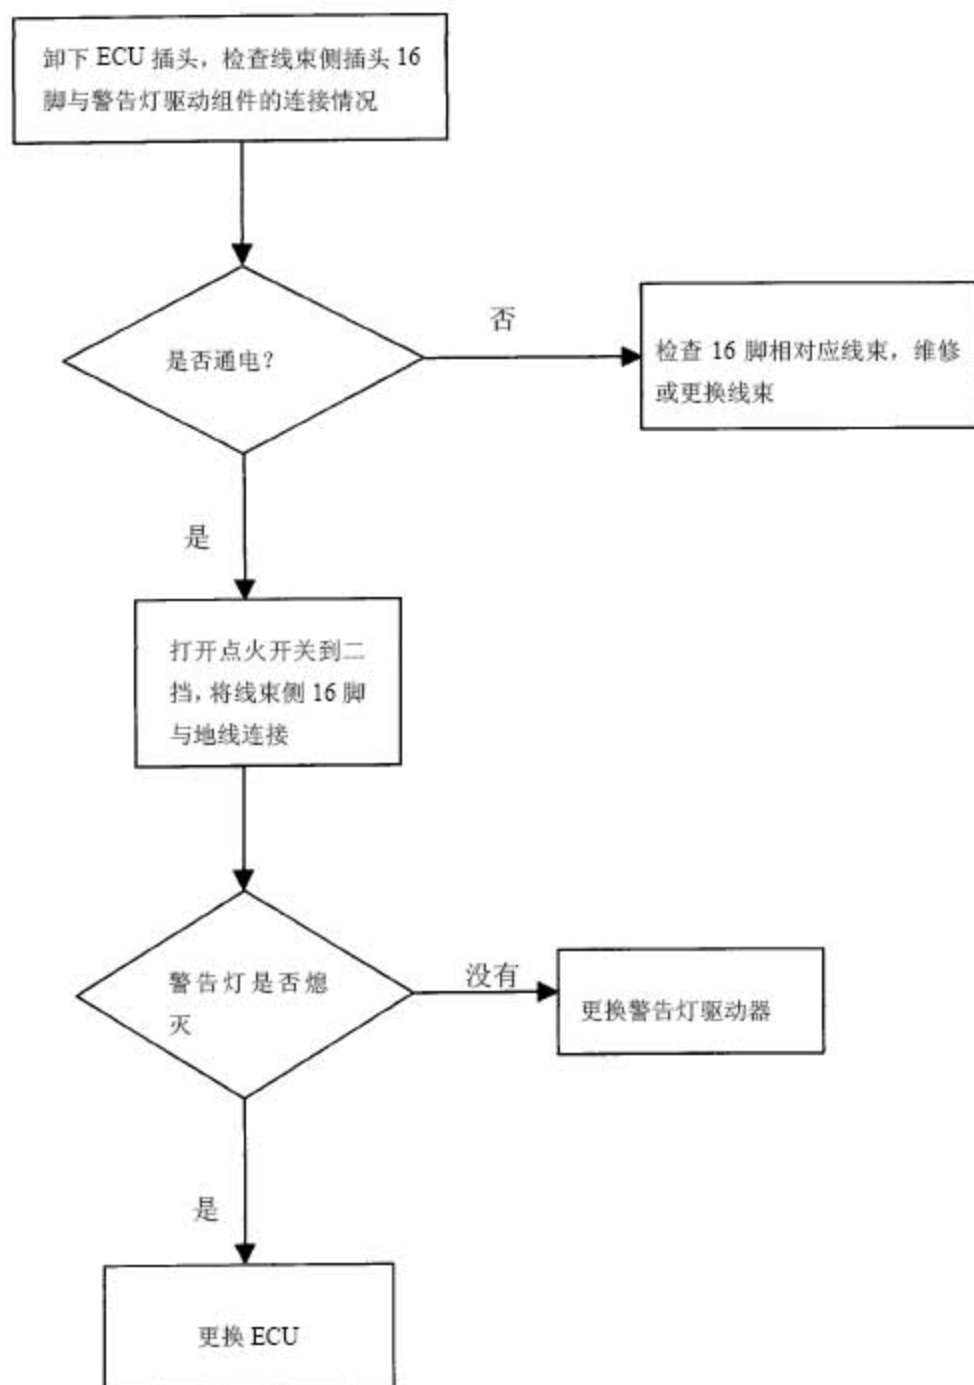 卸下 ECU 插头，检查线束侧插头 16
脚与警告灯驱动组件的连接情况
是否通电？
否
检查 16 脚相对应线束，维修
或更换线束
是
打开点火开关到二
挡，将线束侧 16 脚
与地线连接
警告灯是否熄
灭
没有
更换警告灯驱动器
是
更换 ECU